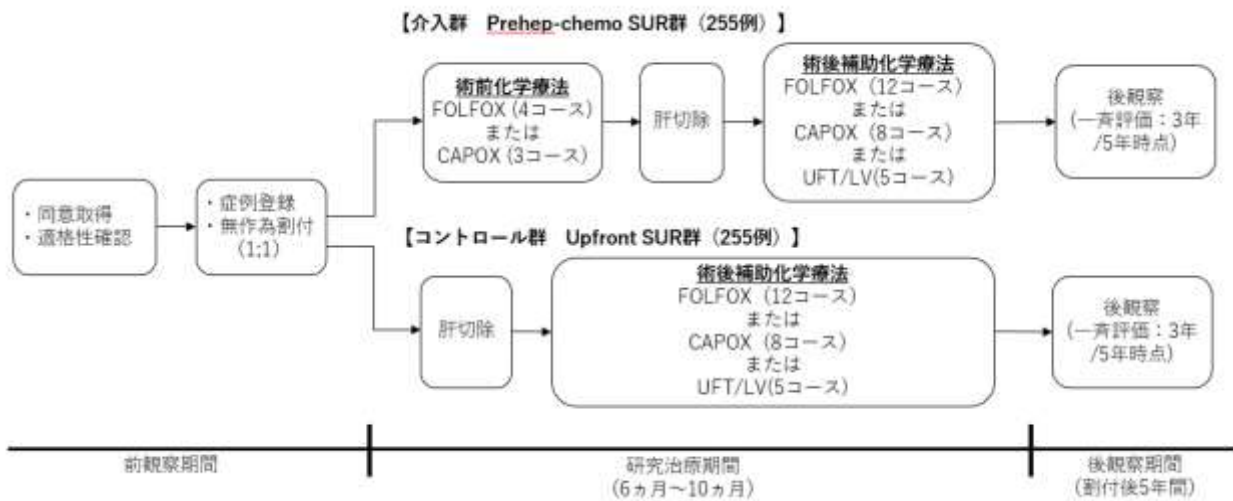 ・同意取得
・適格性確認
・症例登録
・無作為割付
(1:1)
【介入群 Prehep-chemo SUR群（255例）】
術前化学療法
FOLFOX (4コース)
または
CAPOX (3コース)
肝切除
術後補助化学療法
FOLFOX（12コース）
または
CAPOX（8コース）
または
UFT/LV(5コース)
後観察
(一斉評価：3年
/5年時点)
【コントロール群 Upfront SUR群（255例）】
肝切除
術後補助化学療法
FOLFOX（12コース）
または
CAPOX（8コース）
または
UFT/LV(5コース)
後観察
(一斉評価：3年
/5年時点)
前観察期間
研究治療期間
(6ヵ月～10ヵ月)
後観察期間
(割付後5年間)